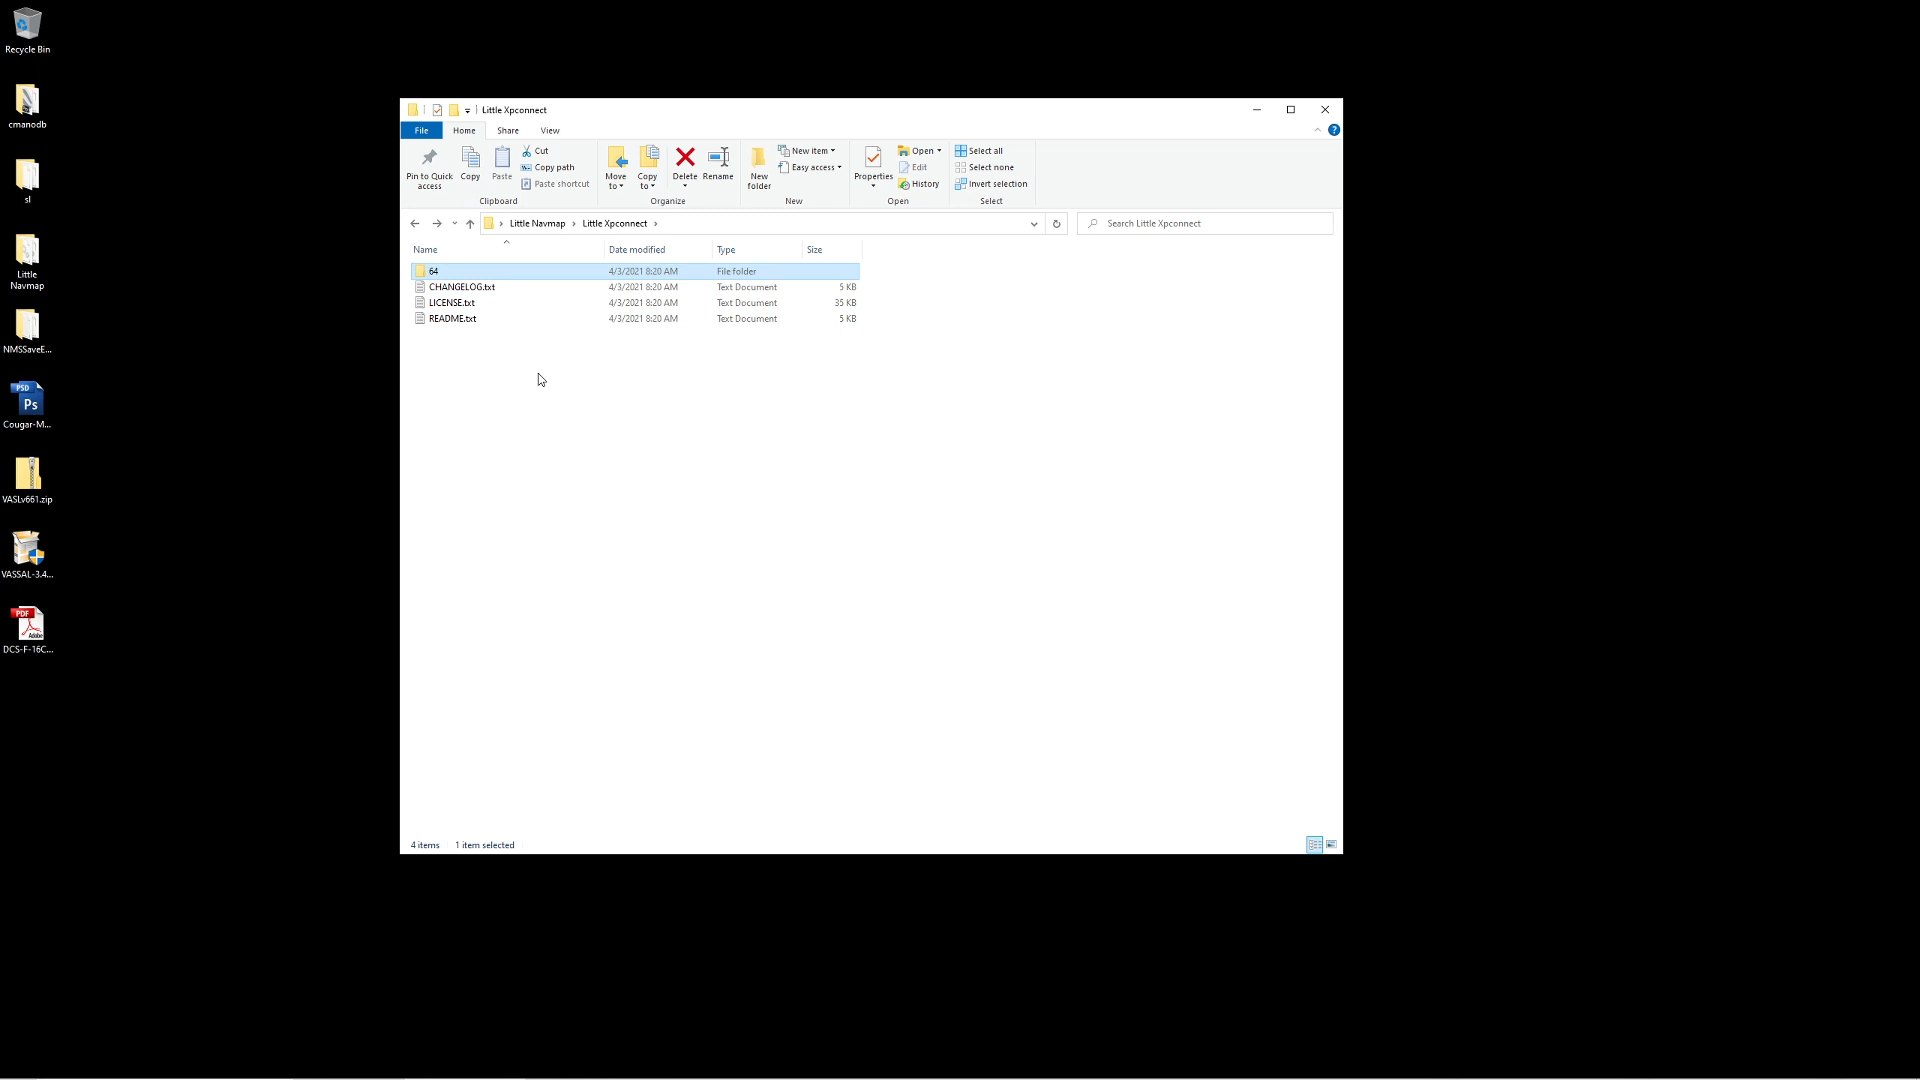 Recycle Bin
cmanodb
sl
Little
Navmap
NMSSaveE...
PSD
Ps
Cougar-M...
VASLv661.zip
VASSAL-3.4...
PDF
Adobe
DCS-F-16C...
Little Xpconnect
File Home Share View
Pin to Quick
access
Copy
Paste
Cut
Copy path
Paste shortcut
Clipboard
Move
to
Copy
to
Delete
Rename
Organize
New
folder
New item
Easy access
New
Properties
Open
Edit
History
Open
Select all
Select none
Invert selection
Select
Little Navmap > Little Xpconnect >
Search Little Xpconnect
Name Date modified Type Size
64 4/3/2021 8:20 AM File folder
CHANGELOG.txt 4/3/2021 8:20 AM Text Document 5 KB
LICENSE.txt 4/3/2021 8:20 AM Text Document 35 KB
README.txt 4/3/2021 8:20 AM Text Document 5 KB
4 items 1 item selected